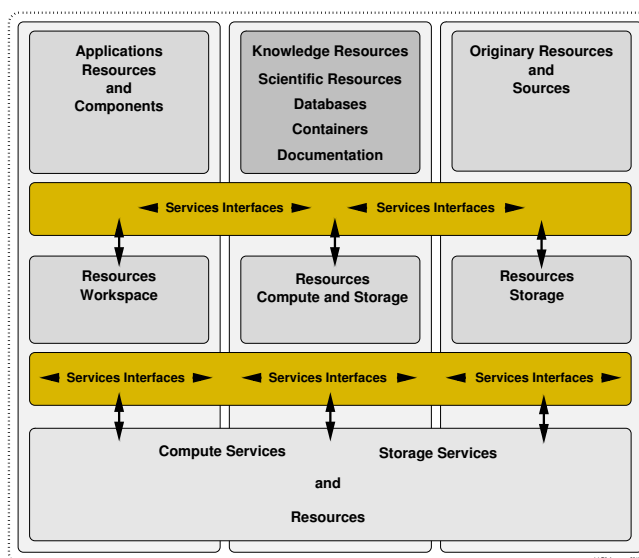 Applications
Resources
and
Components
Knowledge Resources
Scientific Resources
Databases
Containers
Documentation
Originary Resources
and
Sources
Services Interfaces
Services Interfaces
Resources
Workspace
Resources
Compute and Storage
Resources
Storage
Services Interfaces
Services Interfaces
Services Interfaces
Compute Services
Storage Services
and
Resources